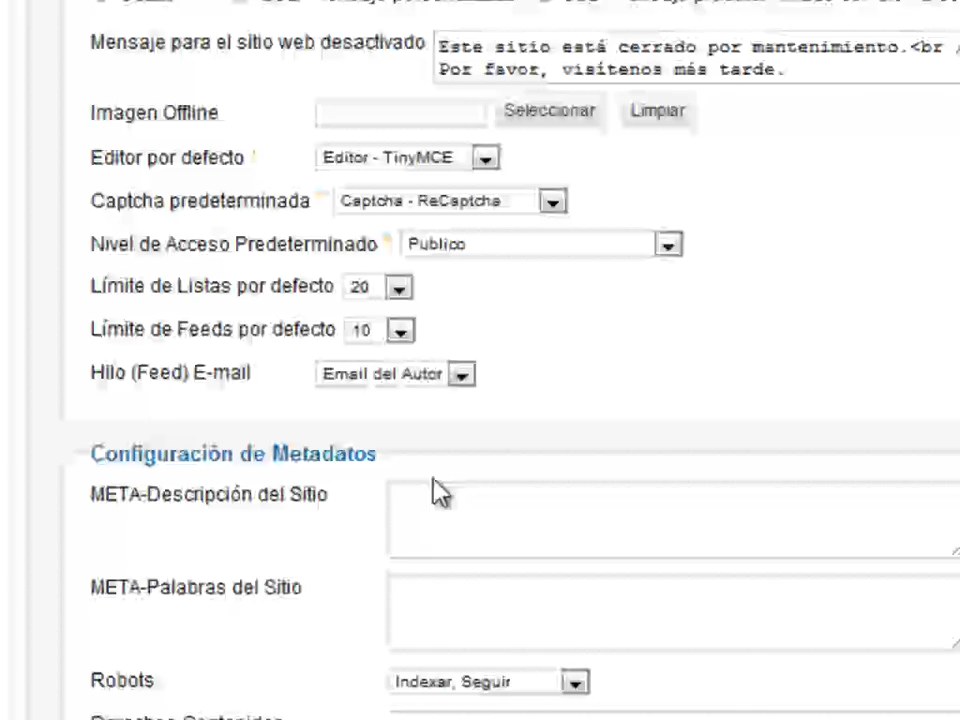 Mensaje para el sitio web desactivado
Este sitio está cerrado por mantenimiento.<br /
Por favor, visítenos más tarde.
Imagen Offline Seleccionar Limpiar
Editor por defecto Editor - TinyMCE
Captcha predeterminada Captcha - ReCaptcha
Nivel de Acceso Predeterminado Publico
Límite de Listas por defecto 20
Límite de Feeds por defecto 10
Hilo (Feed) E-mail Email del Autor
Configuración de Metadatos
META-Descripción del Sitio
META-Palabras del Sitio
Robots Indexar, Seguir